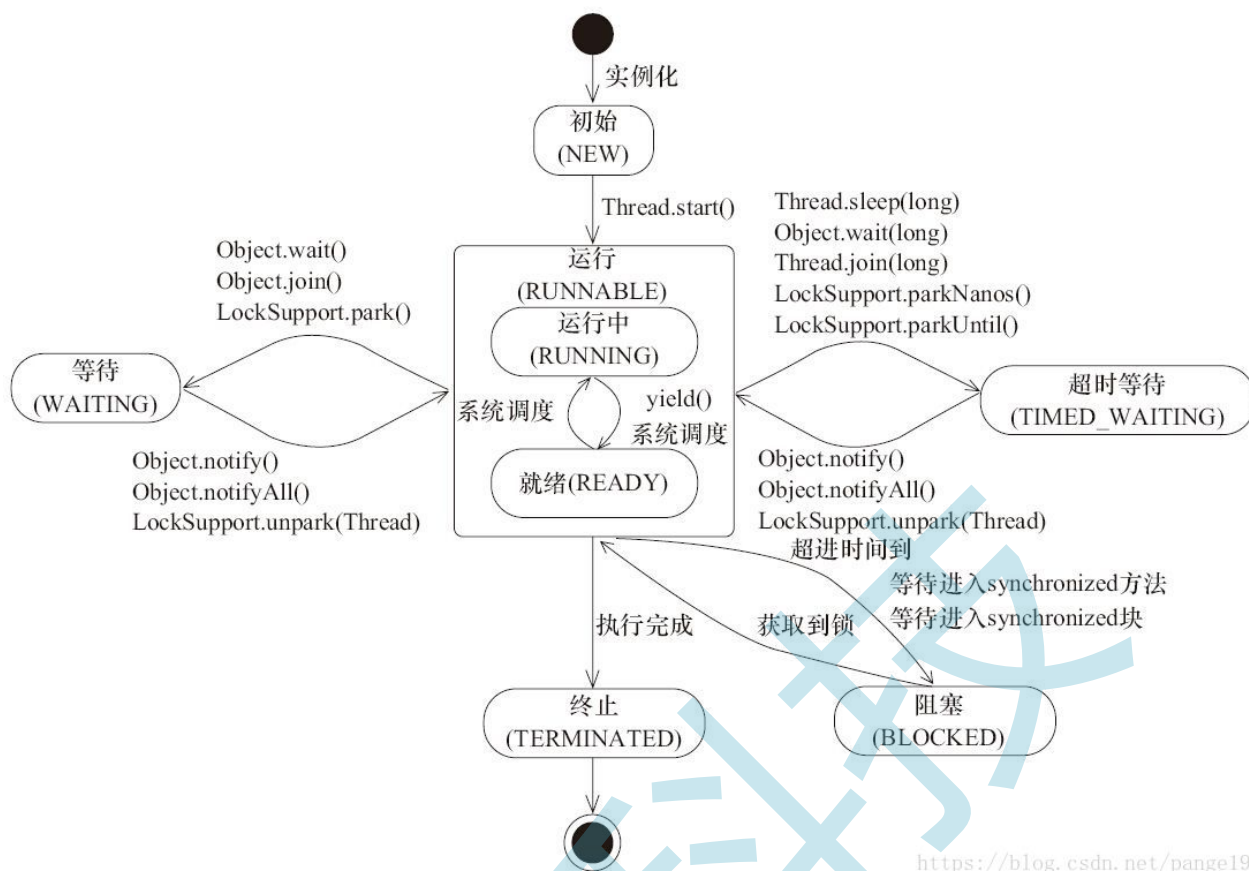 实例化
初始
(NEW)
Thread.start()
Object.wait()
Object.join()
LockSupport.park()
运行
(RUNNABLE)
运行中
(RUNNING)
系统调度
yield()
系统调度
就绪(READY)
Thread.sleep(long)
Object.wait(long)
Thread.join(long)
LockSupport.parkNanos()
LockSupport.parkUntil()
等待
(WAITING)
超时等待
(TIMED_WAITING)
Object.notify()
Object.notifyAll()
LockSupport.unpark(Thread)
Object.notify()
Object.notifyAll()
LockSupport.unpark(Thread)
超进时间到
等待进入synchronized方法
等待进入synchronized块
执行完成
获取到锁
终止
(TERMINATED)
阻塞
(BLOCKED)
科技
https://blog.csdn.net/pange19